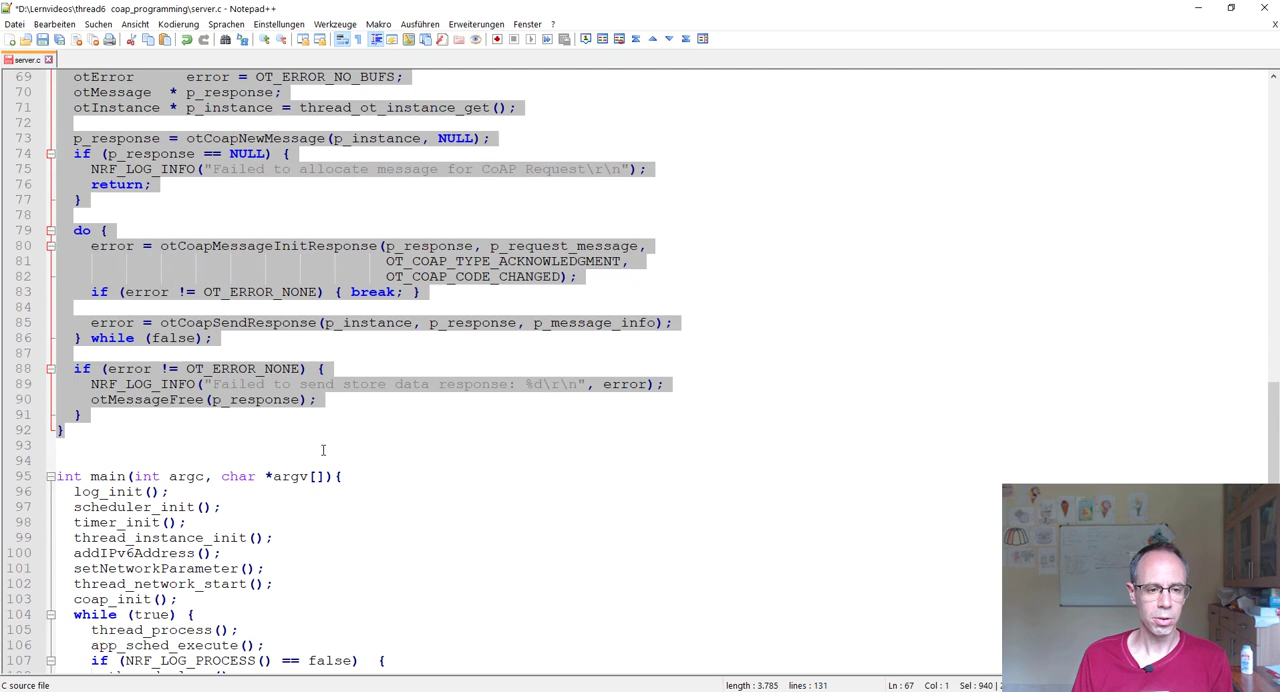 *D:\Lernvideos\thread6 coap_programming\server.c - Notepad++
Datei Bearbeiten Suchen Ansicht Kodierung Sprachen Einstellungen Werkzeuge Makro Ausführen Erweiterungen Fenster ?
server.c
69 otError error = OT_ERROR_NO_BUFS;
70 otMessage * p_response;
71 otInstance * p_instance = thread_ot_instance_get();
72
73 p_response = otCoapNewMessage(p_instance, NULL);
74 if (p_response == NULL) {
75 NRF_LOG_INFO("Failed to allocate message for CoAP Request\r\n");
76 return;
77 }
78
79 do {
80 error = otCoapMessageInitResponse(p_response, p_request_message,
81 OT_COAP_TYPE_ACKNOWLEDGMENT,
82 OT_COAP_CODE_CHANGED);
83 if (error != OT_ERROR_NONE) { break; }
84
85 error = otCoapSendResponse(p_instance, p_response, p_message_info);
86 } while (false);
87
88 if (error != OT_ERROR_NONE) {
89 NRF_LOG_INFO("Failed to send store data response: %d\r\n", error);
90 otMessageFree(p_response);
91 }
92 }
93
94
95 int main(int argc, char *argv[]){
96 log_init();
97 scheduler_init();
98 timer_init();
99 thread_instance_init();
100 addIPv6Address();
101 setNetworkParameter();
102 thread_network_start();
103 coap_init();
104 while (true) {
105 thread_process();
106 app_sched_execute();
107 if (NRF_LOG_PROCESS() == false) {
C source file length : 3.785 lines : 131 Ln : 67 Col : 1 Sel : 940 | 2